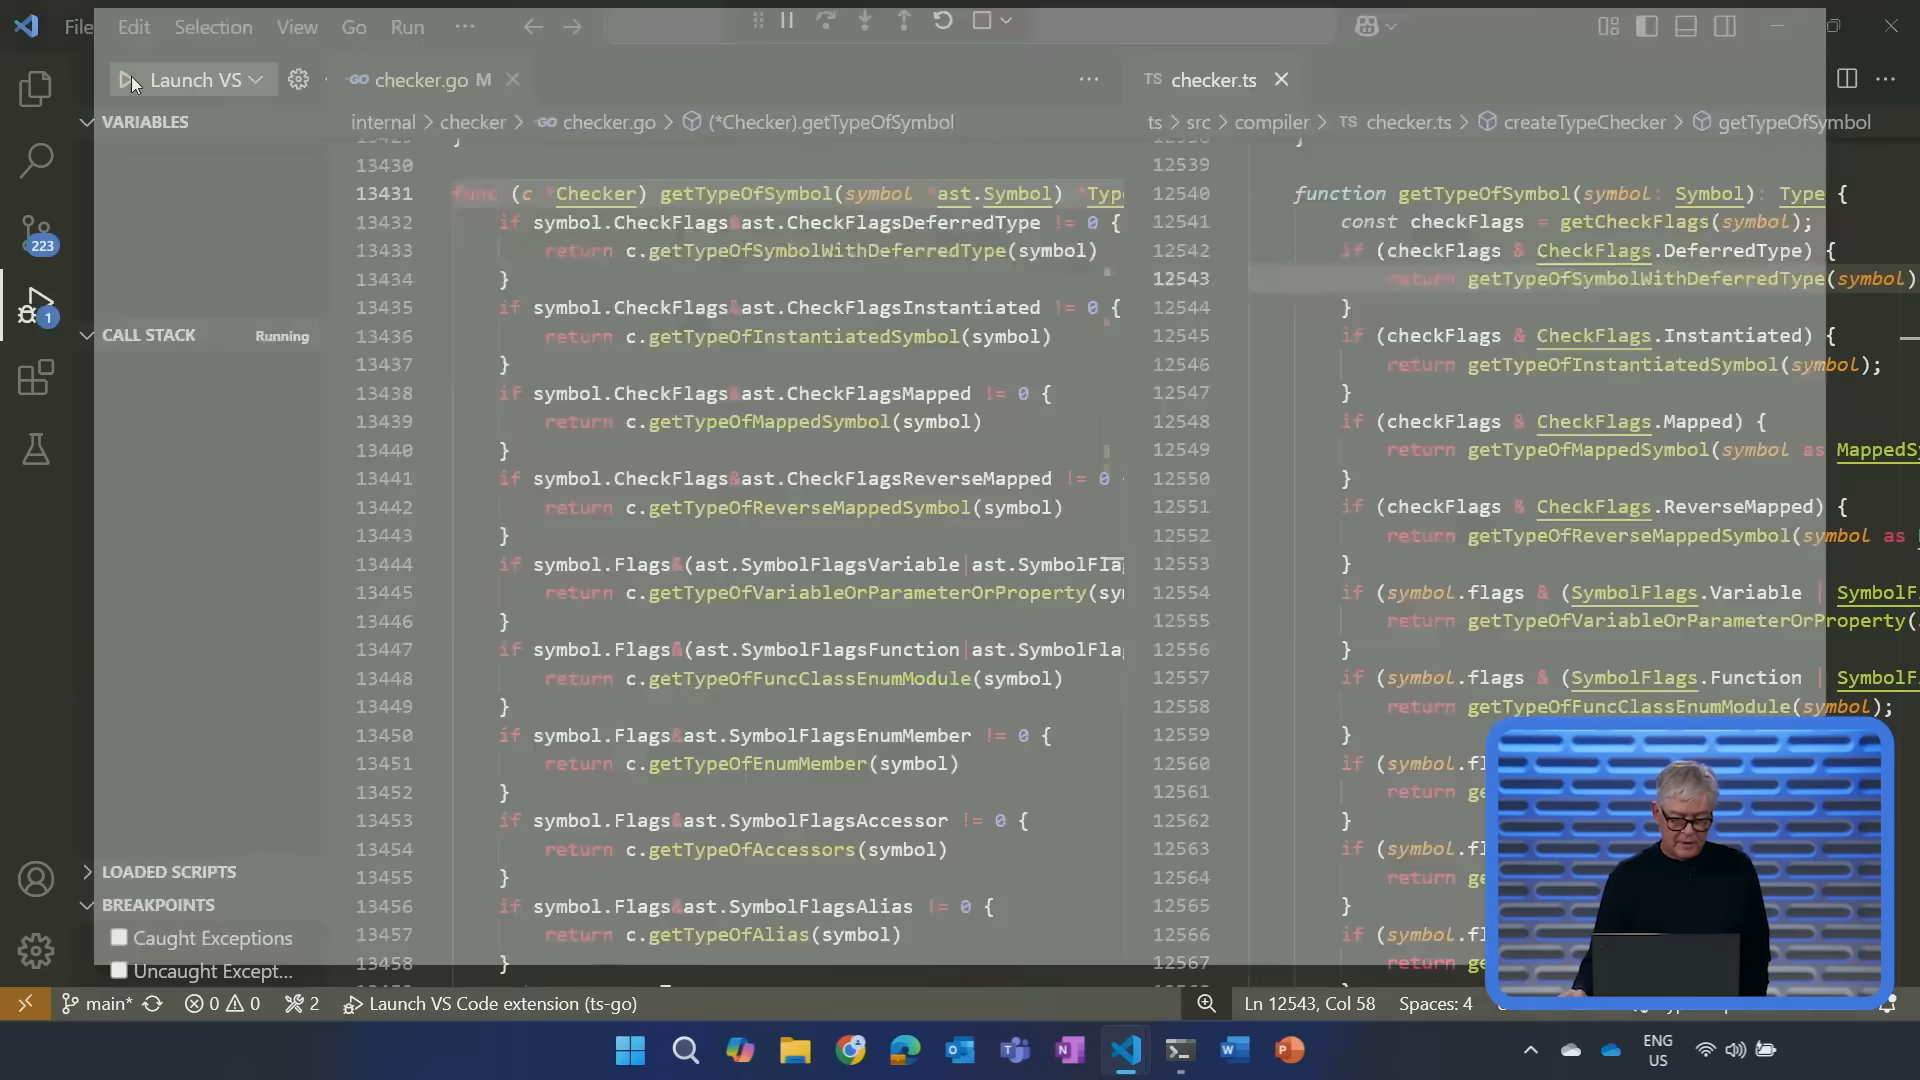 File Edit Selection View Go Run ···
Launch VS
GO checker.go M
TS checker.ts
VARIABLES
internal > checker > GO checker.go > (*Checker).getTypeOfSymbol
ts > src > compiler > TS checker.ts > createTypeChecker > getTypeOfSymbol
223
1
CALL STACK Running
LOADED SCRIPTS
BREAKPOINTS
Caught Exceptions
Uncaught Except...
13430
13431 func (c *Checker) getTypeOfSymbol(symbol *ast.Symbol) *Type
13432 if symbol.CheckFlags&ast.CheckFlagsDeferredType != 0 {
13433 return c.getTypeOfSymbolWithDeferredType(symbol)
13434 }
13435 if symbol.CheckFlags&ast.CheckFlagsInstantiated != 0 {
13436 return c.getTypeOfInstantiatedSymbol(symbol)
13437 }
13438 if symbol.CheckFlags&ast.CheckFlagsMapped != 0 {
13439 return c.getTypeOfMappedSymbol(symbol)
13440 }
13441 if symbol.CheckFlags&ast.CheckFlagsReverseMapped != 0
13442 return c.getTypeOfReverseMappedSymbol(symbol)
13443 }
13444 if symbol.Flags&(ast.SymbolFlagsVariable|ast.SymbolFla
13445 return c.getTypeOfVariableOrParameterOrProperty(sy
13446 }
13447 if symbol.Flags&(ast.SymbolFlagsFunction|ast.SymbolFla
13448 return c.getTypeOfFuncClassEnumModule(symbol)
13449 }
13450 if symbol.Flags&ast.SymbolFlagsEnumMember != 0 {
13451 return c.getTypeOfEnumMember(symbol)
13452 }
13453 if symbol.Flags&ast.SymbolFlagsAccessor != 0 {
13454 return c.getTypeOfAccessors(symbol)
13455 }
13456 if symbol.Flags&ast.SymbolFlagsAlias != 0 {
13457 return c.getTypeOfAlias(symbol)
13458 }
12539
12540 function getTypeOfSymbol(symbol: Symbol): Type {
12541 const checkFlags = getCheckFlags(symbol);
12542 if (checkFlags & CheckFlags.DeferredType) {
12543 return getTypeOfSymbolWithDeferredType(symbol)
12544 }
12545 if (checkFlags & CheckFlags.Instantiated) {
12546 return getTypeOfInstantiatedSymbol(symbol);
12547 }
12548 if (checkFlags & CheckFlags.Mapped) {
12549 return getTypeOfMappedSymbol(symbol as MappedS
12550 }
12551 if (checkFlags & CheckFlags.ReverseMapped) {
12552 return getTypeOfReverseMappedSymbol(symbol as
12553 }
12554 if (symbol.flags & (SymbolFlags.Variable | SymbolF
12555 return getTypeOfVariableOrParameterOrProperty(
12556 }
12557 if (symbol.flags & (SymbolFlags.Function | SymbolF
12558 return getTypeOfFuncClassEnumModule(symbol);
12559 }
12560 if (symbol.fl
12561 return ge
12562 }
12563 if (symbol.fl
12564 return ge
12565 }
12566 if (symbol.fl
12567 return ge
main* 0 0 2 Launch VS Code extension (ts-go) Ln 12543, Col 58 Spaces: 4
ENG
US